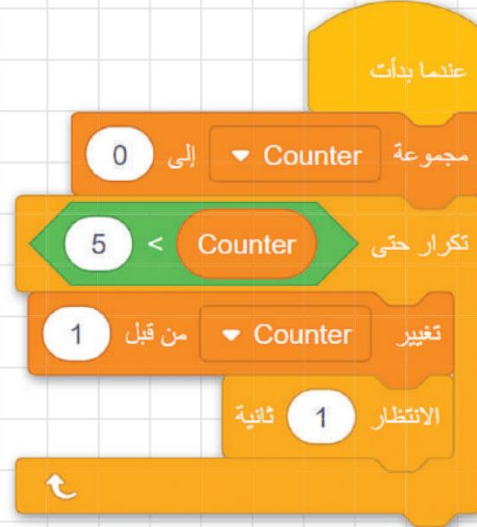 عندما بدأت
مجموعة Counter إلى 0
تكرار حتى Counter < 5
تغيير Counter من قبل 1
الانتظار 1 ثانية